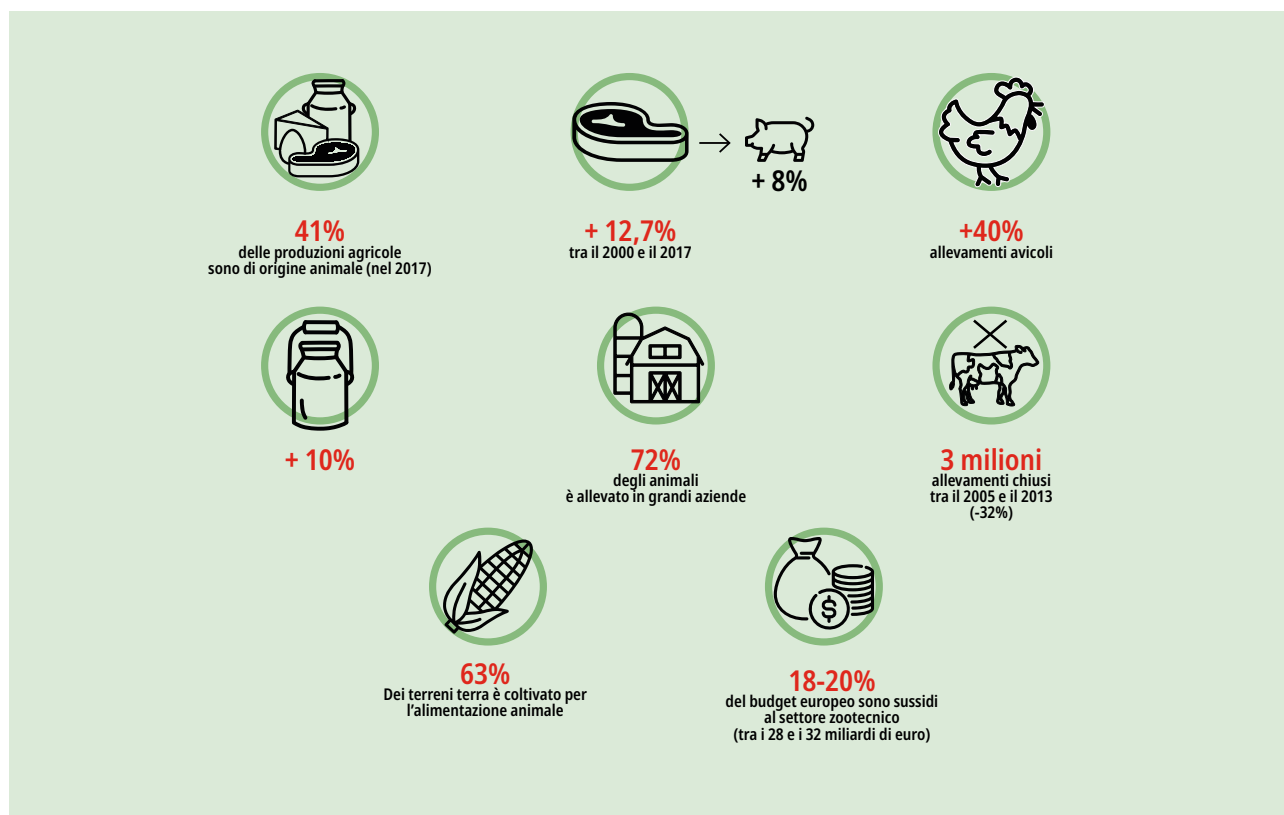 + 8%
41%
delle produzioni agricole
sono di origine animale (nel 2017)
+ 12,7%
tra il 2000 e il 2017
+40%
allevamenti avicoli
+ 10%
72%
degli animali
è allevato in grandi aziende
3 milioni
allevamenti chiusi
tra il 2005 e il 2013
(-32%)
$
63%
Dei terreni terra è coltivato per
l'alimentazione animale
18-20%
del budget europeo sono sussidi
al settore zootecnico
(tra i 28 e i 32 miliardi di euro)